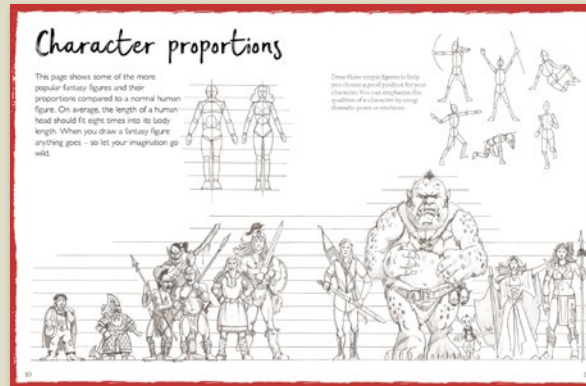 Character proportions
This page shows some of the more
popular fantasy figures and their
proportions compared to a normal human
figure. On average, the length of a human
head should fit eight times into its body
length. When you draw a fantasy figure
anything goes – so let your imagination go
wild.
Draw these simple figures to help
you choose a good position for your
character. You can emphasize the
qualities of a character by using
dramatic poses or emotions.
10